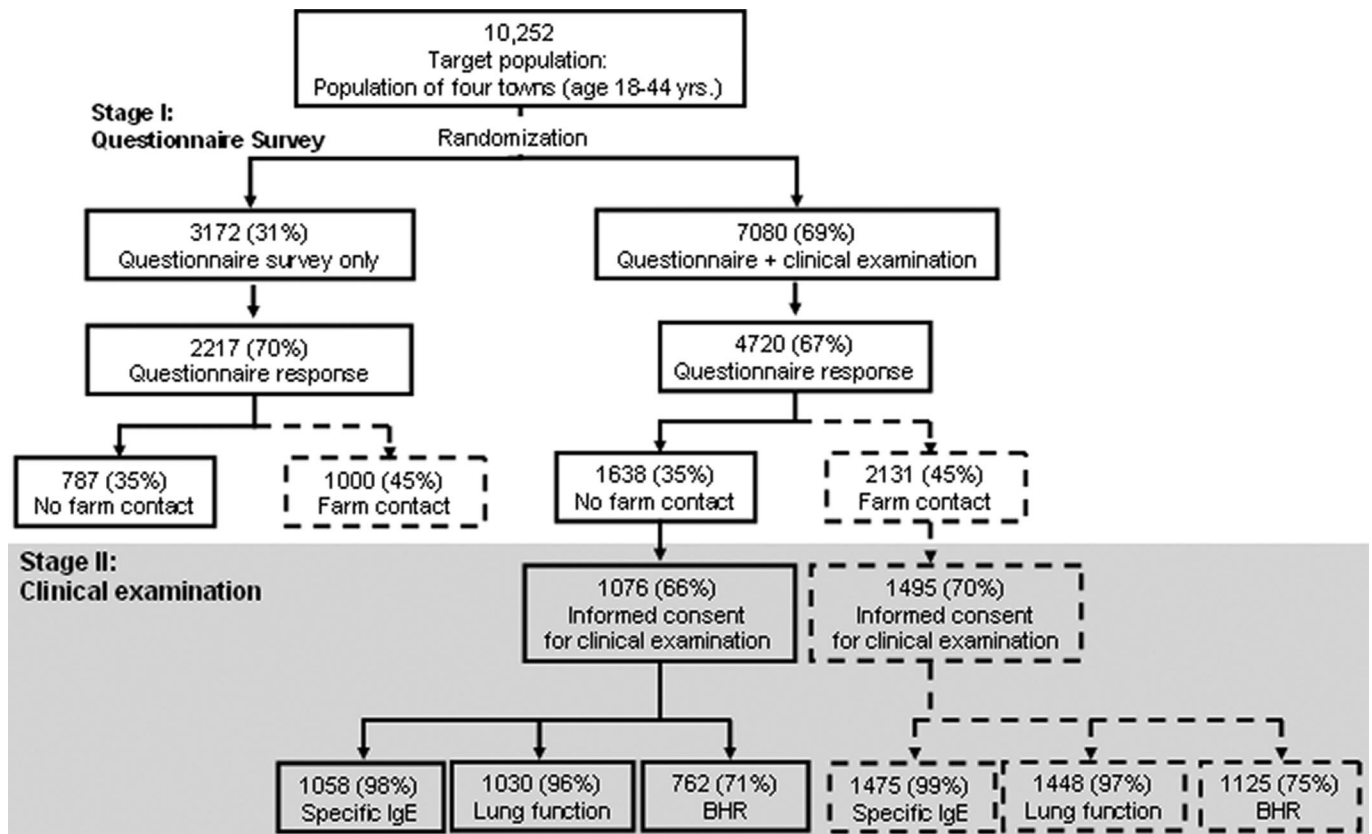 10,252
Target population:
Population of four towns (age 18-44 yrs.)
Stage I:
Questionnaire Survey
Randomization
3172 (31%)
Questionnaire survey only
7080 (69%)
Questionnaire + clinical examination
2217 (70%)
Questionnaire response
4720 (67%)
Questionnaire response
787 (35%)
No farm contact
1000 (45%)
Farm contact
1638 (35%)
No farm contact
2131 (45%)
Farm contact
Stage II:
Clinical examination
1076 (66%)
Informed consent
for clinical examination
1495 (70%)
Informed consent
for clinical examination
1058 (98%)
Specific IgE
1030 (96%)
Lung function
762 (71%)
BHR
1475 (99%)
Specific IgE
1448 (97%)
Lung function
1125 (75%)
BHR